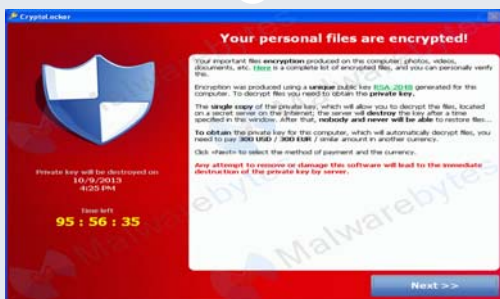 CryptoLocker
Your personal files are encrypted!
Your important files encryption produced on this computer: photos, videos,
documents, etc. Here is a complete list of encrypted files, and you can personally verify
this.
Encryption was produced using a unique public key RSA-2048 generated for this
computer. To decrypt files you need to obtain the private key.
The single copy of the private key, which will allow you to decrypt the files, located
on a secret server on the Internet; the server will destroy the key after a time
specified in this window. After that, nobody and never will be able to restore files...
To obtain the private key for this computer, which will automatically decrypt files, you
need to pay 300 USD / 300 EUR / similar amount in another currency.
Click «Next» to select the method of payment and the currency.
Any attempt to remove or damage this software will lead to the immediate
destruction of the private key by server.
Private key will be destroyed on
10/9/2013
4:25 PM
Time left
95 : 56 : 35
Next >>
Malwarebytes
Malwarebytes